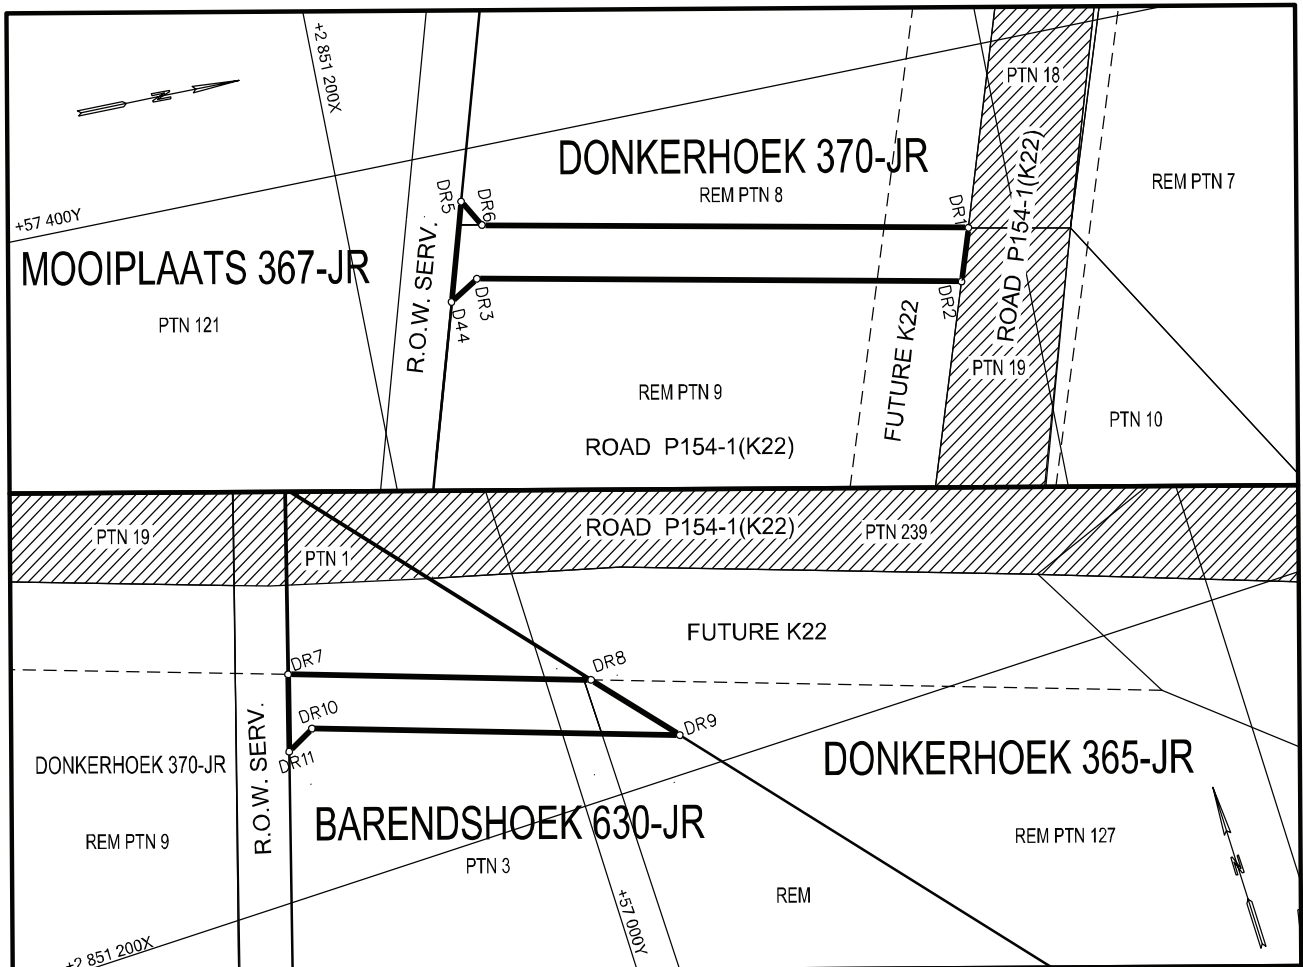 +2 851 200X
PTN 18
N
DONKERHOEK 370-JR
REM PTN 8
REM PTN 7
ROAD P154-1(K22)
DR5
DR6
DR1
+57 400Y
MOOIPLAATS 367-JR
PTN 121
R.O.W. SERV.
D44
DR3
DR2
FUTURE K22
PTN 19
REM PTN 9
PTN 10
ROAD P154-1(K22)
PTN 19
PTN 1
ROAD P154-1(K22)
PTN 239
FUTURE K22
DR7
DR8
DR10
DR9
DR11
R.O.W. SERV.
DONKERHOEK 370-JR
DONKERHOEK 365-JR
BARENDSHOEK 630-JR
REM PTN 9
REM PTN 127
PTN 3
N
REM
+57 000Y
+2 851 200X